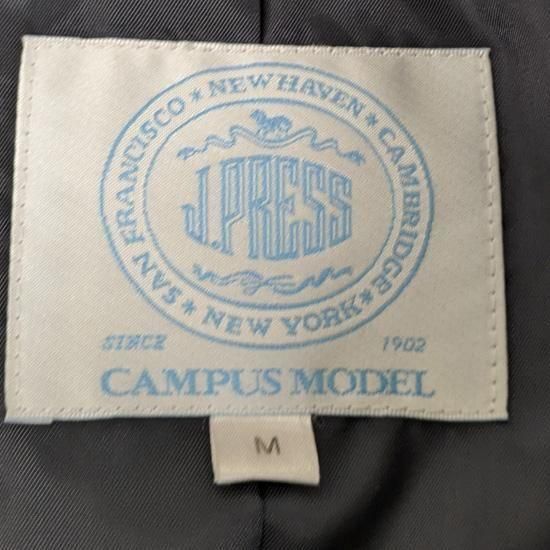 SAN FRANCISCO * NEW HAVEN * CAMBRIDGE * NEW YORK *
J.PRESS
SINCE 1902
CAMPUS MODEL
M